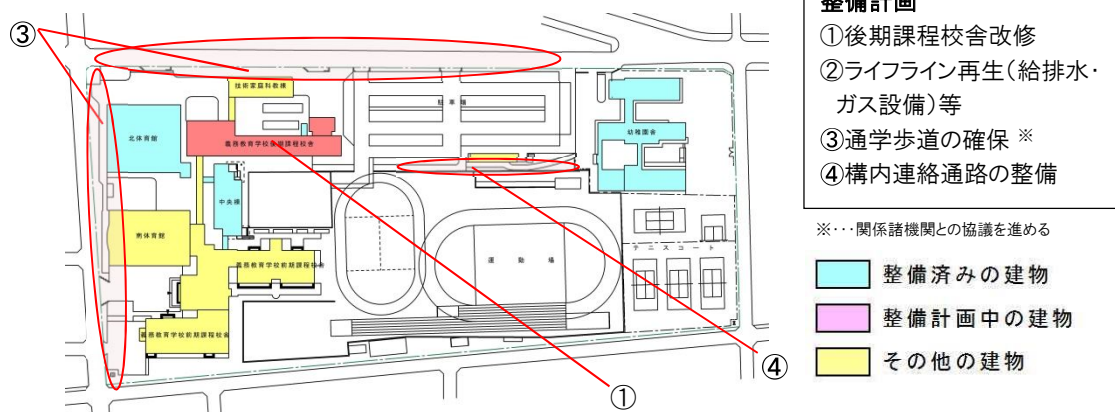 整備計画
①後期課程校舎改修
②ライフライン再生(給排水・
ガス設備)等
③通学歩道の確保 ※
④構内連絡通路の整備
※・・・関係諸機関との協議を進める
整備済みの建物
整備計画中の建物
その他の建物
③
技術家庭科教棟
駐車場
北体育館
義務教育学校後期課程校舎
幼稚園舎
中央棟
南体育館
義務教育学校前期課程校舎
運動場
テニスコート
義務教育学校前期課程校舎
④
①